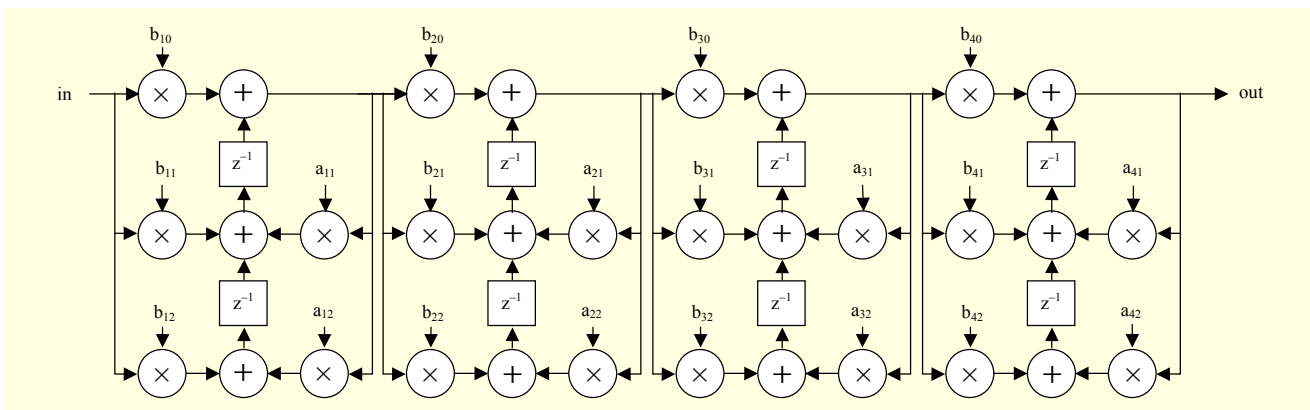 b₁₀ b₂₀ b₃₀ b₄₀
in × + × + × + × + out
z⁻¹ z⁻¹ z⁻¹ z⁻¹
b₁₁ a₁₁ b₂₁ a₂₁ b₃₁ a₃₁ b₄₁ a₄₁
× + × × + × × + × × + ×
z⁻¹ z⁻¹ z⁻¹ z⁻¹
b₁₂ a₁₂ b₂₂ a₂₂ b₃₂ a₃₂ b₄₂ a₄₂
× + × × + × × + × × + ×